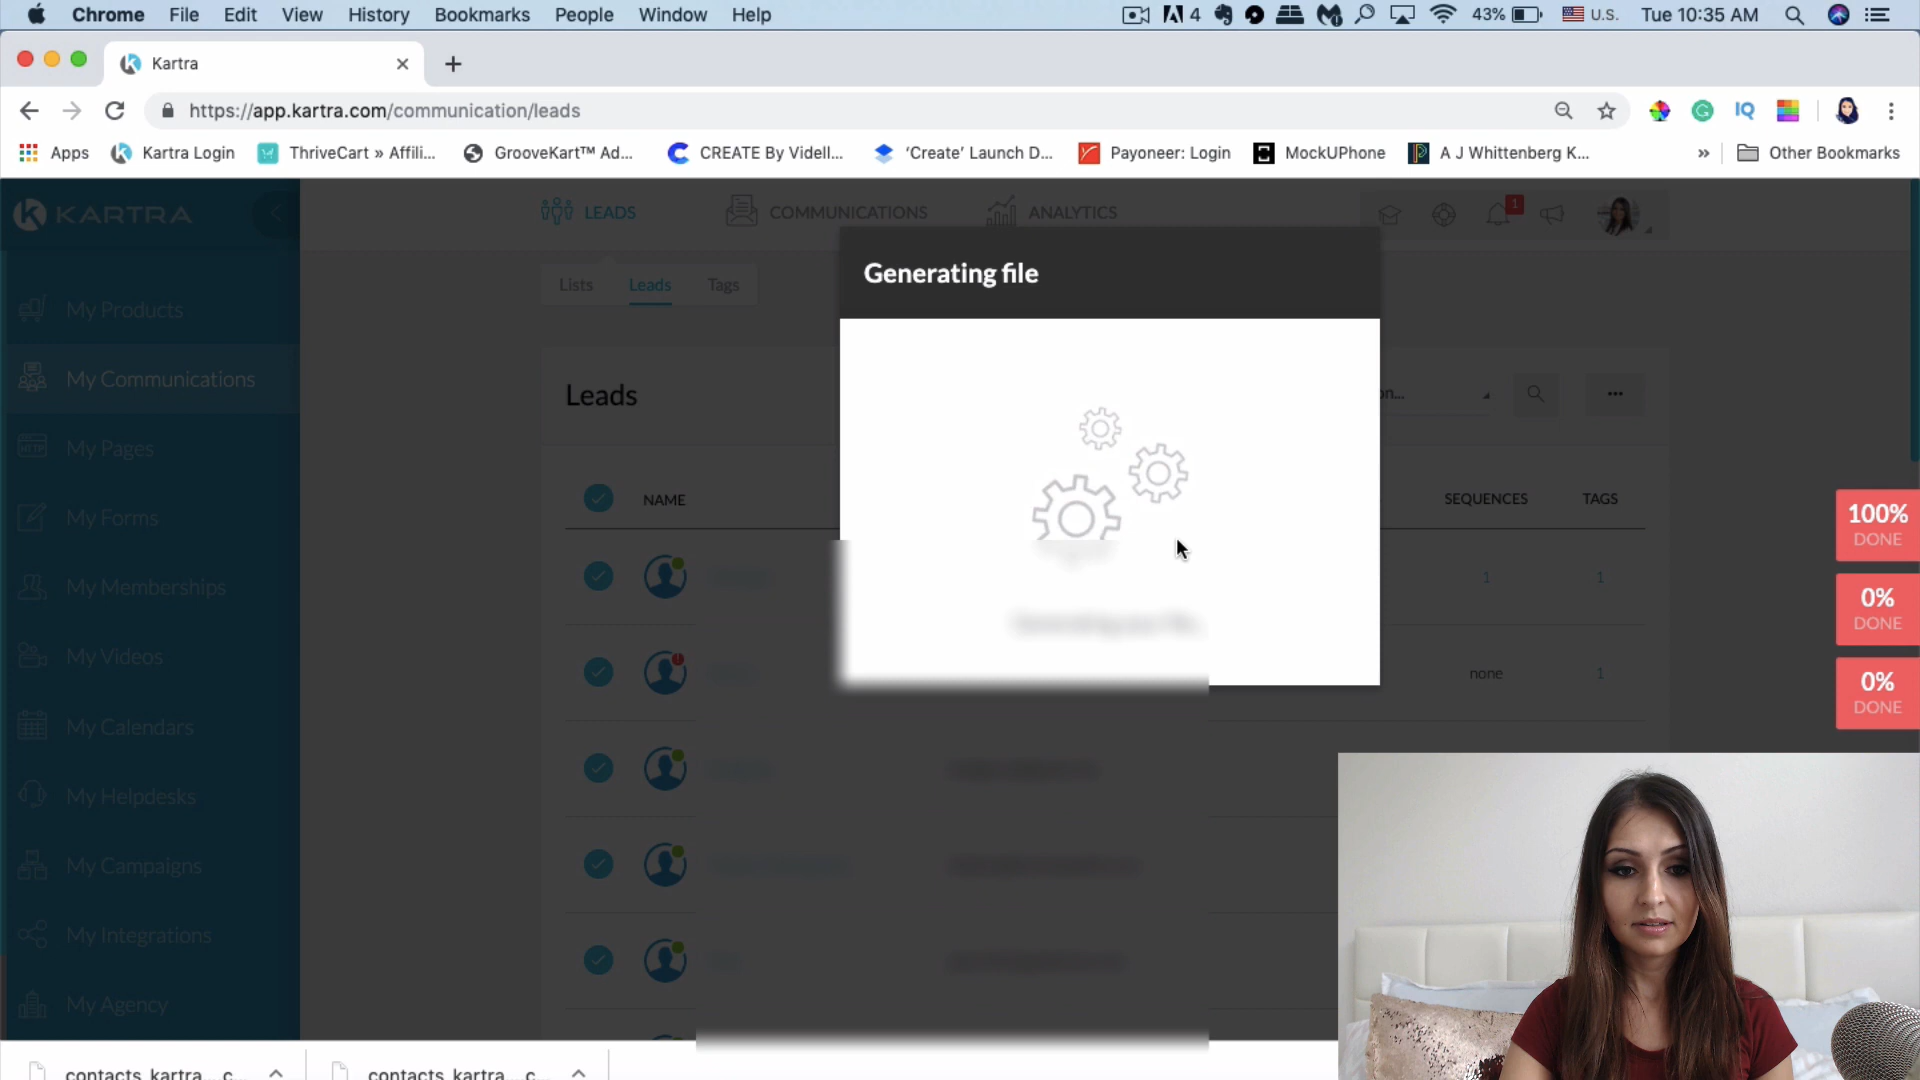 Chrome File Edit View History Bookmarks People Window Help 4 43% U.S. Tue 10:35 AM
Kartra
https://app.kartra.com/communication/leads IQ
Apps Kartra Login ThriveCart » Affili... GrooveKart™ Ad... CREATE By Videll... ‘Create’ Launch D... Payoneer: Login MockUPhone A J Whittenberg K... » Other Bookmarks
KARTRA LEADS COMMUNICATIONS ANALYTICS 1
Generating file
Lists Leads Tags
My Products
My Communications
Leads on... ...
My Pages
NAME SEQUENCES TAGS
My Forms
100%
DONE
1 1
My Memberships
0%
DONE
My Videos
none 1
0%
DONE
My Calendars
My Helpdesks
My Campaigns
My Integrations
My Agency
contacts_kartra....c... contacts_kartra....c...